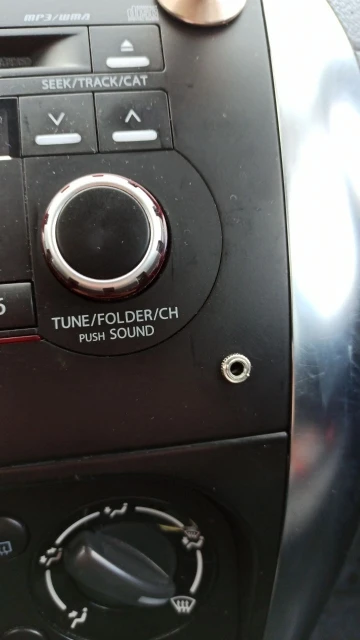 MP3/WMA
SEEK/TRACK/CAT
TUNE/FOLDER/CH
PUSH SOUND